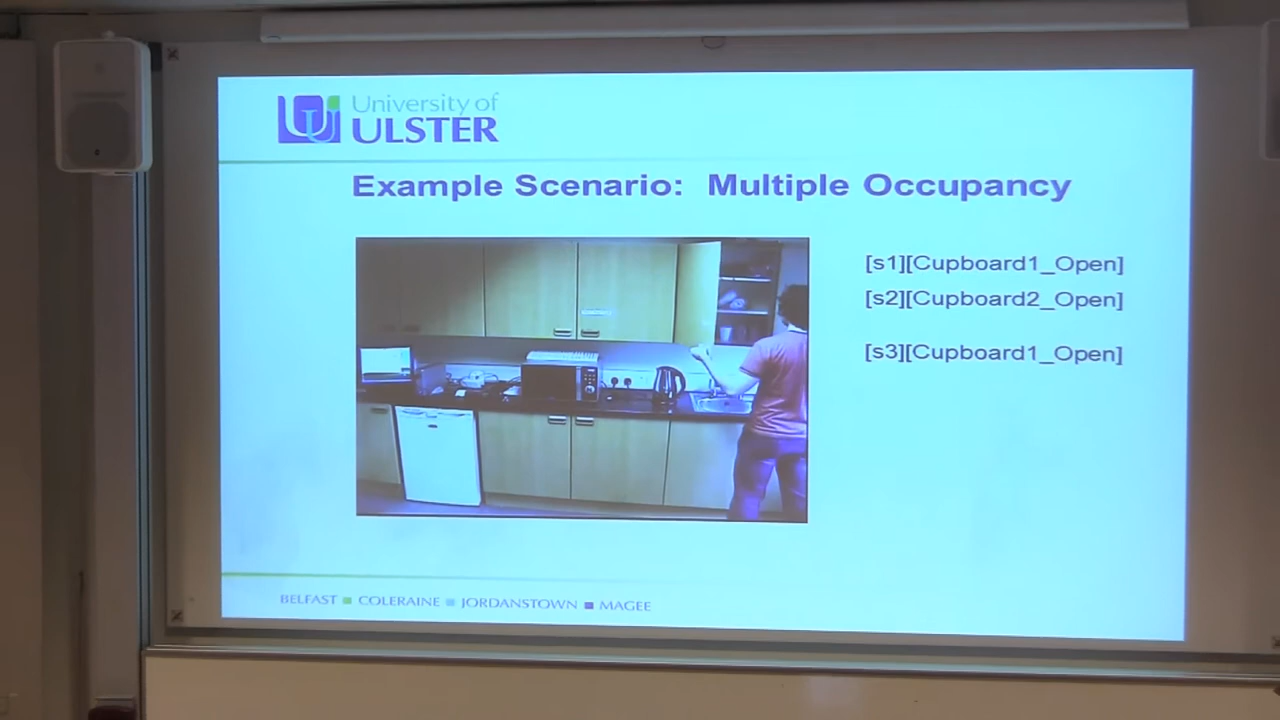 University of
ULSTER
Example Scenario: Multiple Occupancy
[s1][Cupboard1_Open]
[s2][Cupboard2_Open]
[s3][Cupboard1_Open]
BELFAST COLERAINE JORDANSTOWN MAGEE